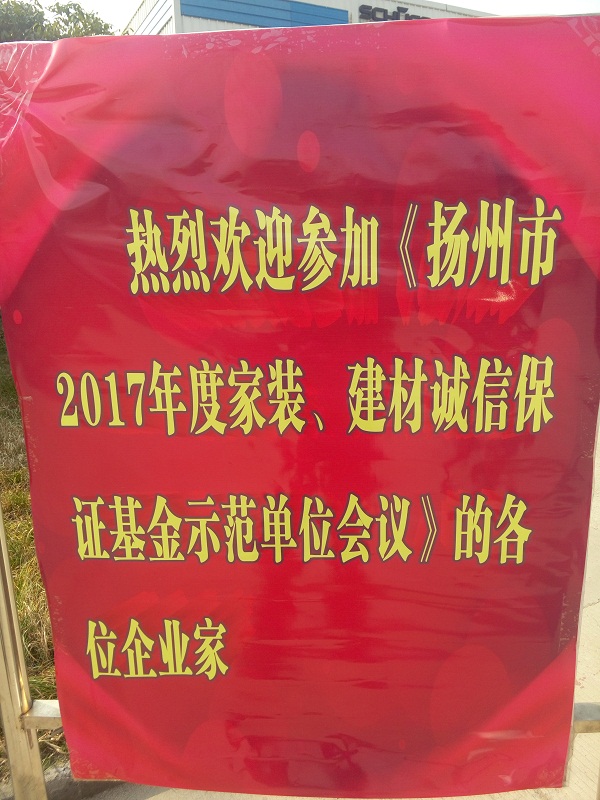 热烈欢迎参加《扬州市
2017年度家装、建材诚信保
证基金示范单位会议》的各
位企业家